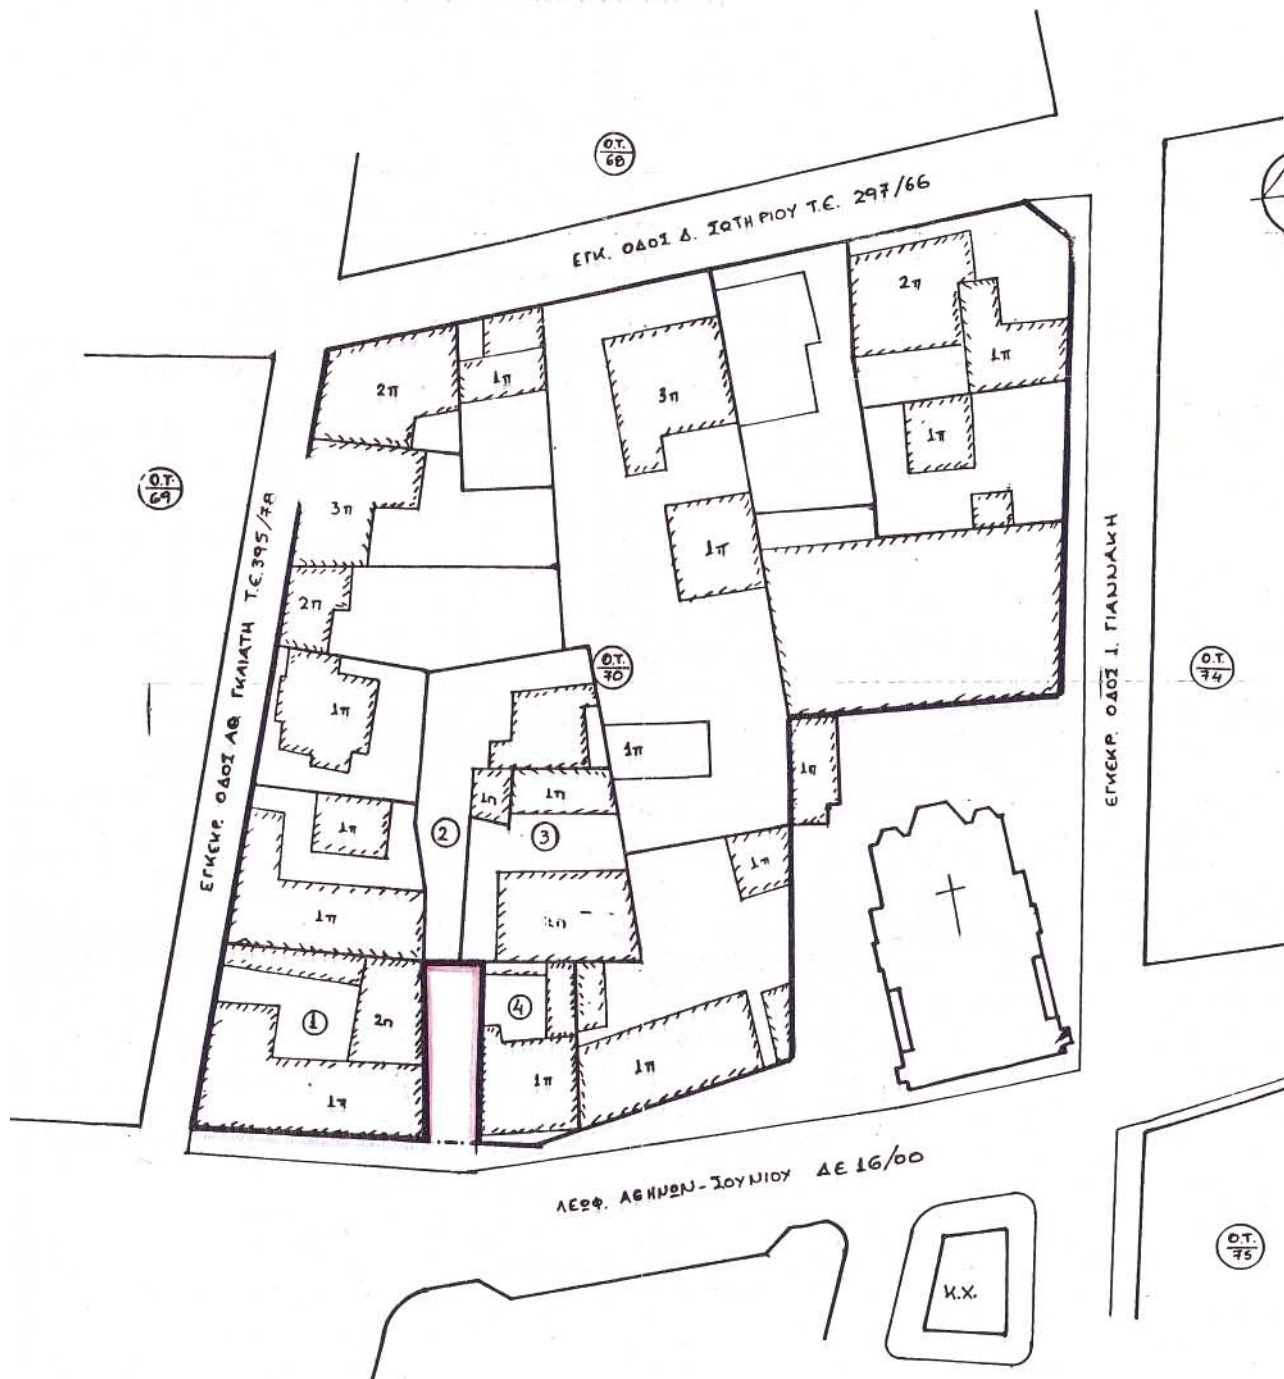 Ο.Τ.
68
ΕΓΚ. ΟΔΟΣ Δ. ΣΩΤΗΡΙΟΥ Τ.Ε. 297/66
2π
1π
2π
1π
3π
1π
Ο.Τ.
69
3π
1π
2π
Ο.Τ.
70
Ο.Τ.
74
ΕΓΚΕΚΡ. ΟΔΟΣ ΑΘ ΓΚΛΙΑΤΗ Τ.Ε. 395/78
ΕΓΚΕΚΡ. ΟΔΟΣ Ι. ΓΙΑΝΝΑΚΗ
1π
1π
1π
1π
1π
1π
2
3
1π
1π
1
2π
4
1π
1π
1π
ΛΕΩΦ. ΑΘΗΝΩΝ-ΣΟΥΝΙΟΥ ΔΕ 16/00
Ο.Τ.
75
Κ.Χ.